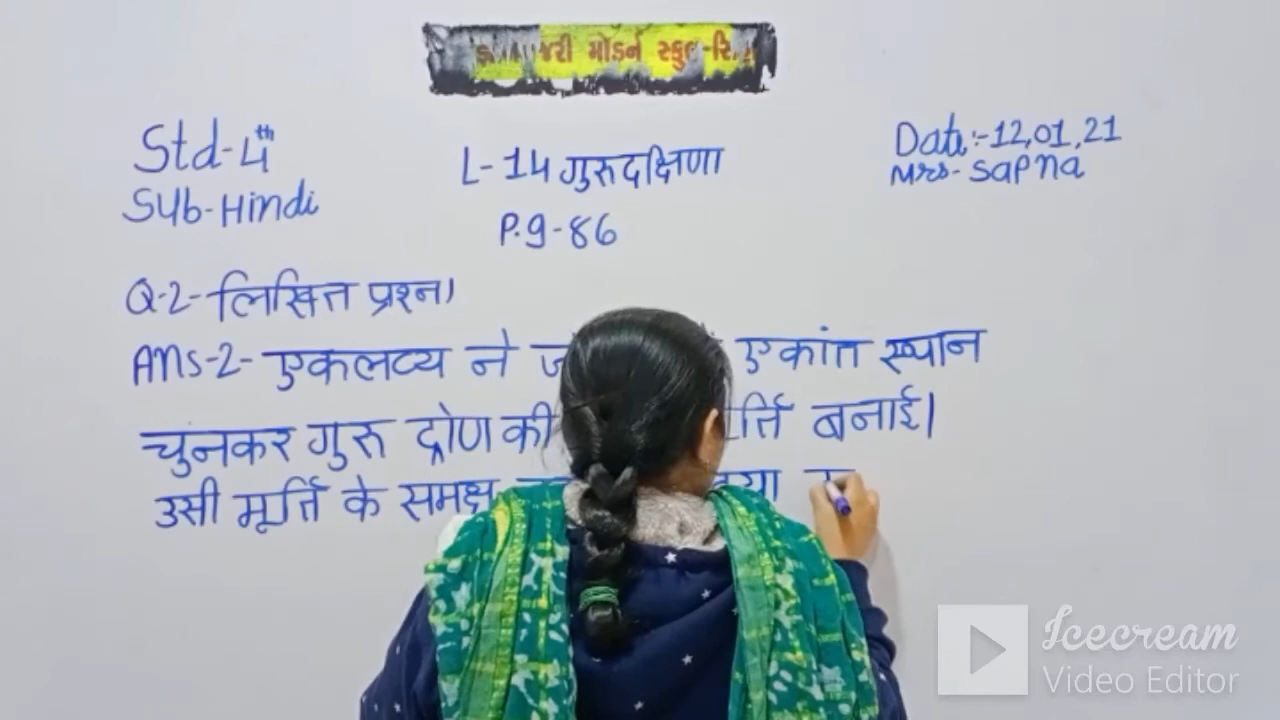 મોડર્ન સ્કુલ
Std-4th
L-14 गुरुदक्षिणा
Date:-12,01,21
Sub-Hindi
Mrs-Sapna
P.g-86
Q-2-लिखित प्रश्न।
Ans-2- एकलव्य ने एकांत स्थान
चुनकर गुरु द्रोण की बनाई।
उसी मूर्त्ति के समक्ष
Icecream
Video Editor